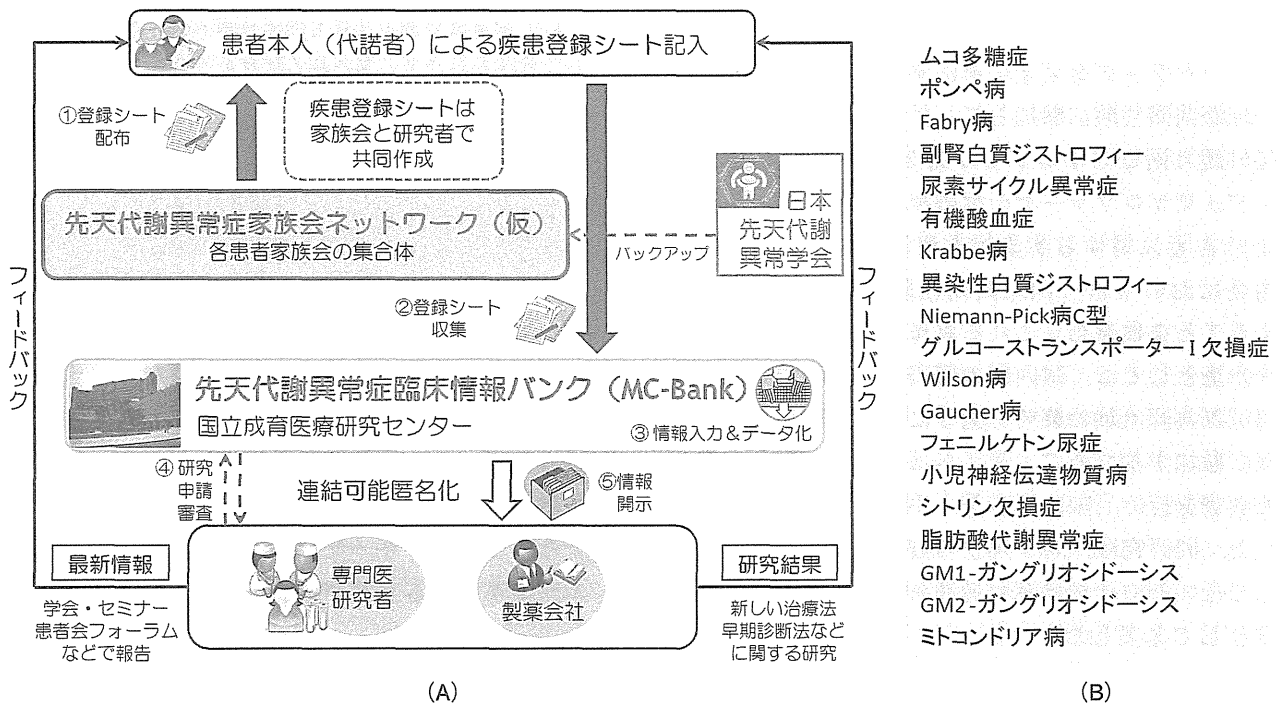 患者本人（代諾者）による疾患登録シート記入
①登録シート
配布
疾患登録シートは
家族会と研究者で
共同作成
先天代謝異常症家族会ネットワーク（仮）
各患者家族会の集合体
バックアップ
日本
先天代謝
異常学会
フィードバック
フィードバック
②登録シート
収集
先天代謝異常症臨床情報バンク（MC-Bank）
国立成育医療研究センター
③情報入力＆データ化
④研究
申請
審査
連結可能匿名化
⑤情報
開示
最新情報
学会・セミナー
患者会フォーラム
などで報告
専門医
研究者
製薬会社
研究結果
新しい治療法
早期診断法など
に関する研究
(A)
ムコ多糖症
ポンペ病
Fabry病
副腎白質ジストロフィー
尿素サイクル異常症
有機酸血症
Krabbe病
異染性白質ジストロフィー
Niemann-Pick病C型
グルコーストランスポーターⅠ欠損症
Wilson病
Gaucher病
フェニルケトン尿症
小児神経伝達物質病
シトリン欠損症
脂肪酸代謝異常症
GM1-ガングリオシドーシス
GM2-ガングリオシドーシス
ミトコンドリア病
(B)